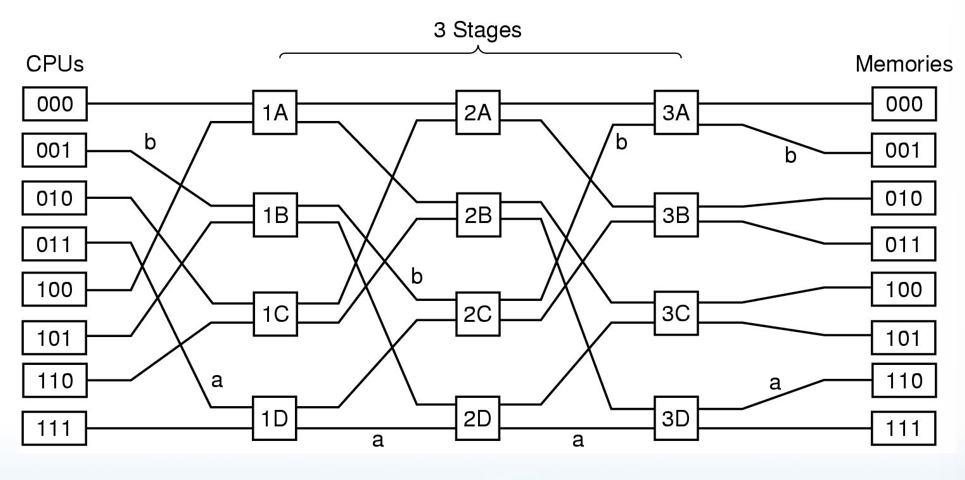 3 Stages
CPUs Memories
000 1A 2A 3A 000
001 b b b 001
010 1B 2B 3B 010
011 011
100 b 100
101 1C 2C 3C 101
110 a a 110
111 1D 2D 3D 111
a a